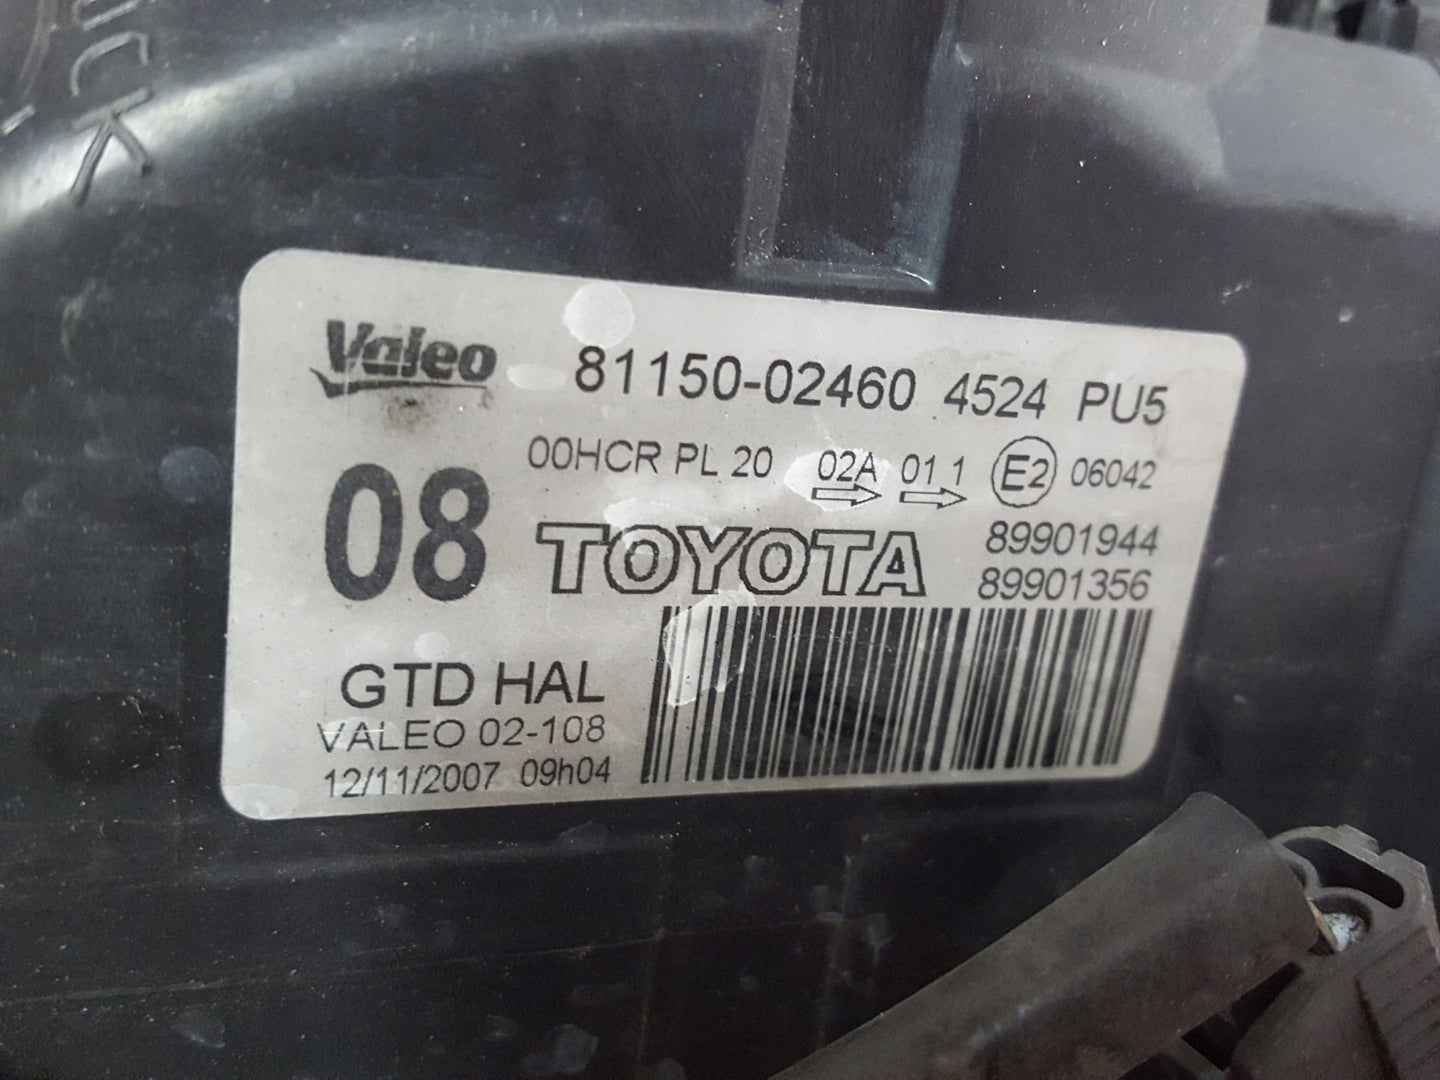 Valeo 81150-02460 4524 PU5
00HCR PL 20 02A 01 1 E2 06042
08 TOYOTA 89901944
89901356
GTD HAL
VALEO 02-108
12/11/2007 09h04